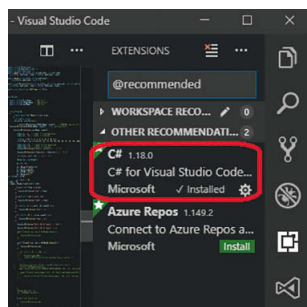 - Visual Studio Code
EXTENSIONS
@recommended
WORKSPACE RECO... 0
OTHER RECOMMENDATI... 2
C# 1.18.0
C# for Visual Studio Code...
Microsoft ✓ Installed
Azure Repos 1.149.2
Connect to Azure Repos a...
Microsoft Install